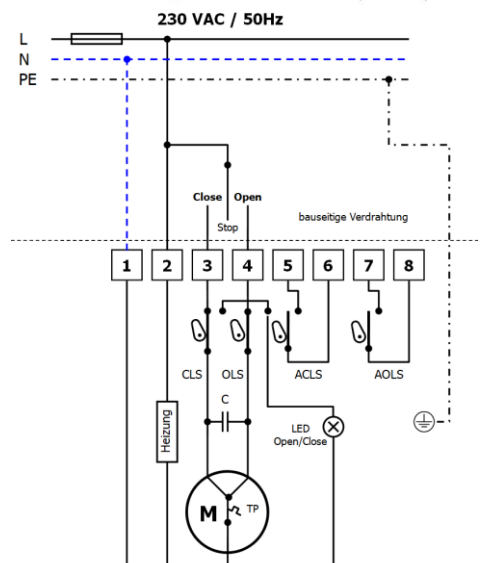 230 VAC / 50Hz
L
N
PE
Close Open
Stop
bauseitige Verdrahtung
1 2 3 4 5 6 7 8
CLS OLS ACLS AOLS
C
LED
Open/Close
Heizung
M TP